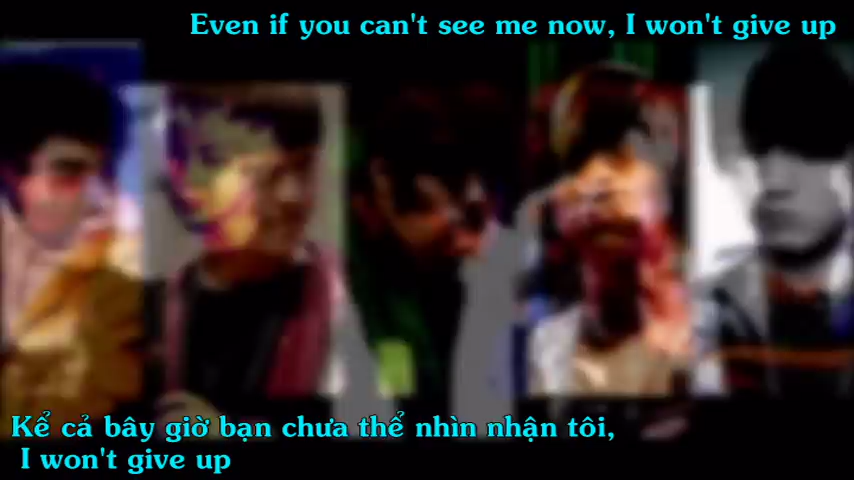 Even if you can't see me now, I won't give up
Kể cả bây giờ bạn chưa thể nhìn nhận tôi,
I won't give up